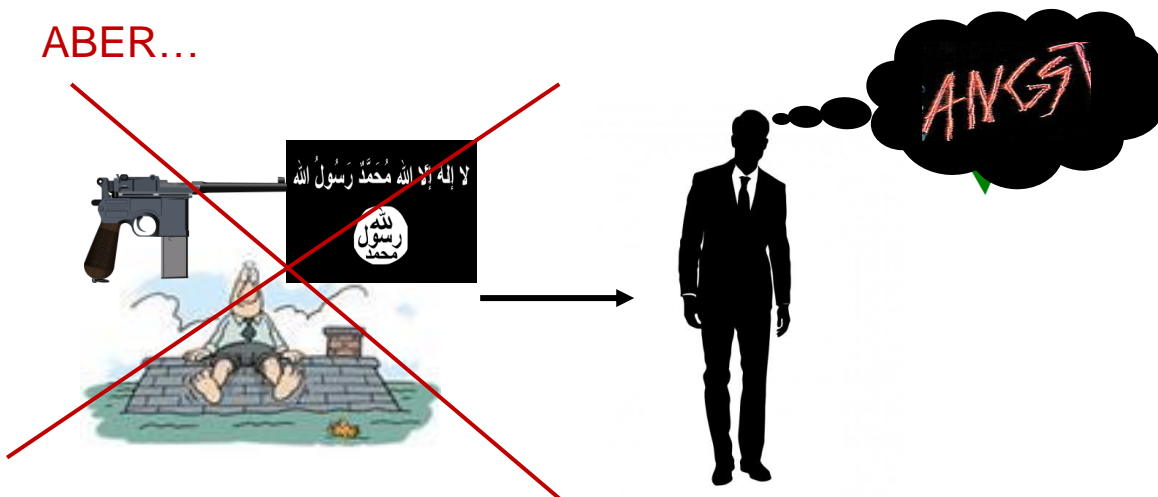 ABER…
ANGST
لا إله إلا الله مُحَمَّدٌ رَسُولُ الله
الله
رسول
محمد